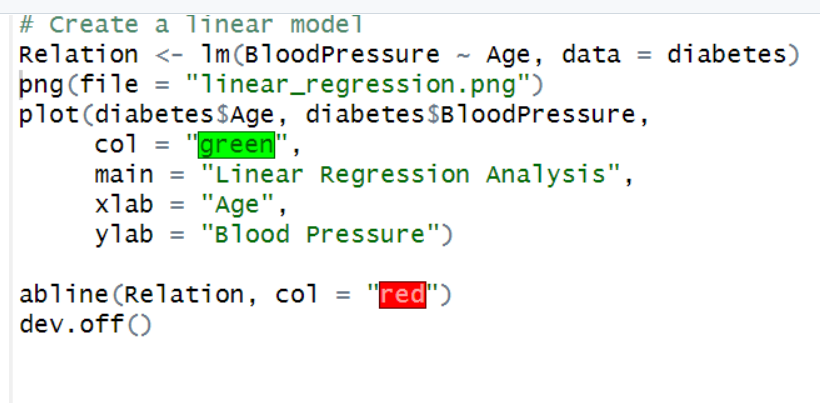 # Create a linear model
Relation <- lm(BloodPressure ~ Age, data = diabetes)
png(file = "linear_regression.png")
plot(diabetes$Age, diabetes$BloodPressure,
     col = "green",
     main = "Linear Regression Analysis",
     xlab = "Age",
     ylab = "Blood Pressure")

abline(Relation, col = "red")
dev.off()